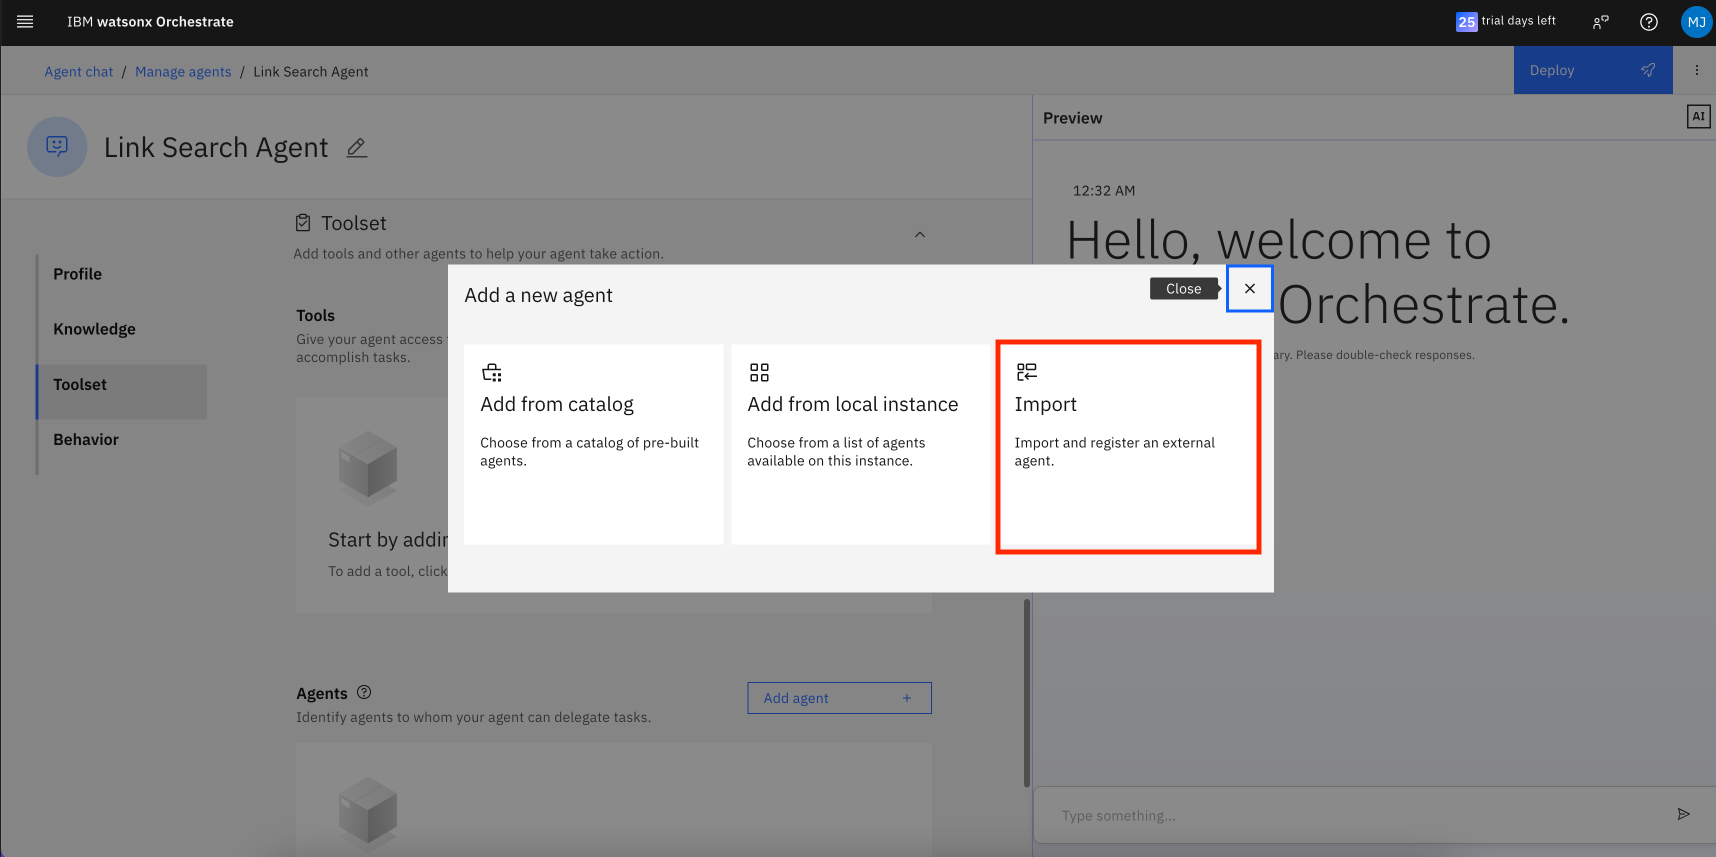 IBM watsonx Orchestrate
25 trial days left
MJ
Agent chat / Manage agents / Link Search Agent
Deploy
Link Search Agent
Preview
AI
12:32 AM
Hello, welcome to
Orchestrate.
Please double-check responses.
Toolset
Add tools and other agents to help your agent take action.
Profile
Knowledge
Toolset
Behavior
Tools
Give your agent access
accomplish tasks.
Start by
To add a tool, click
Add a new agent
Close
Add from catalog
Choose from a catalog of pre-built
agents.
Add from local instance
Choose from a list of agents
available on this instance.
Import
Import and register an external
agent.
Agents
Add agent +
Identify agents to whom your agent can delegate tasks.
Type something...